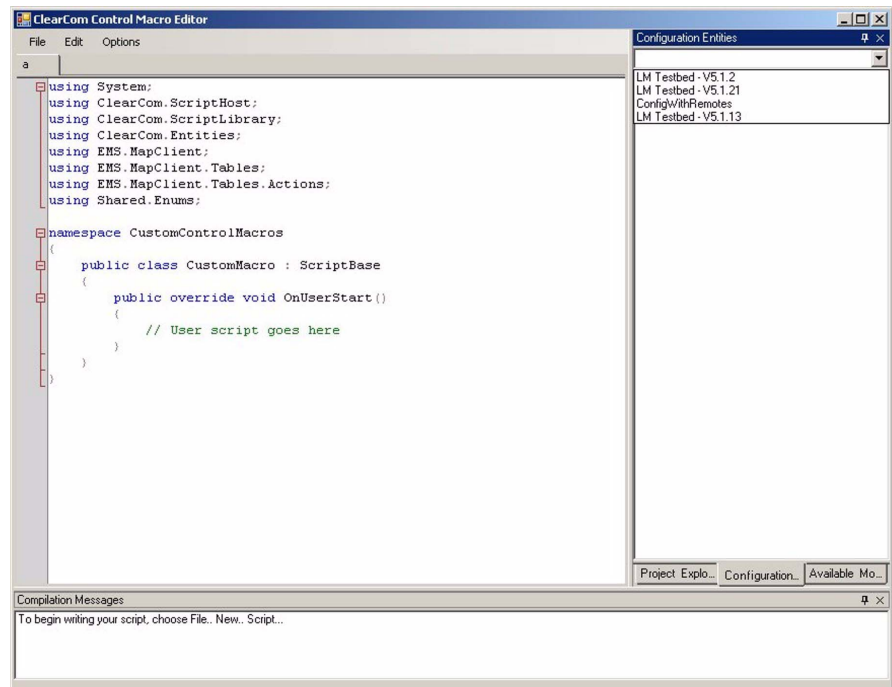 ClearCom Control Macro Editor
File Edit Options
a
using System;
using ClearCom.ScriptHost;
using ClearCom.ScriptLibrary;
using ClearCom.Entities;
using EMS.MapClient;
using EMS.MapClient.Tables;
using EMS.MapClient.Tables.Actions;
using Shared.Enums;
namespace CustomControlMacros
{
public class CustomMacro : ScriptBase
{
public override void OnUserStart()
{
// User script goes here
}
}
}
Configuration Entities
LM Testbed - V5.1.2
LM Testbed - V5.1.21
ConfigWithRemotes
LM Testbed - V5.1.13
Project Explo... Configuration... Available Mo...
Compilation Messages
To begin writing your script, choose File.. New.. Script...